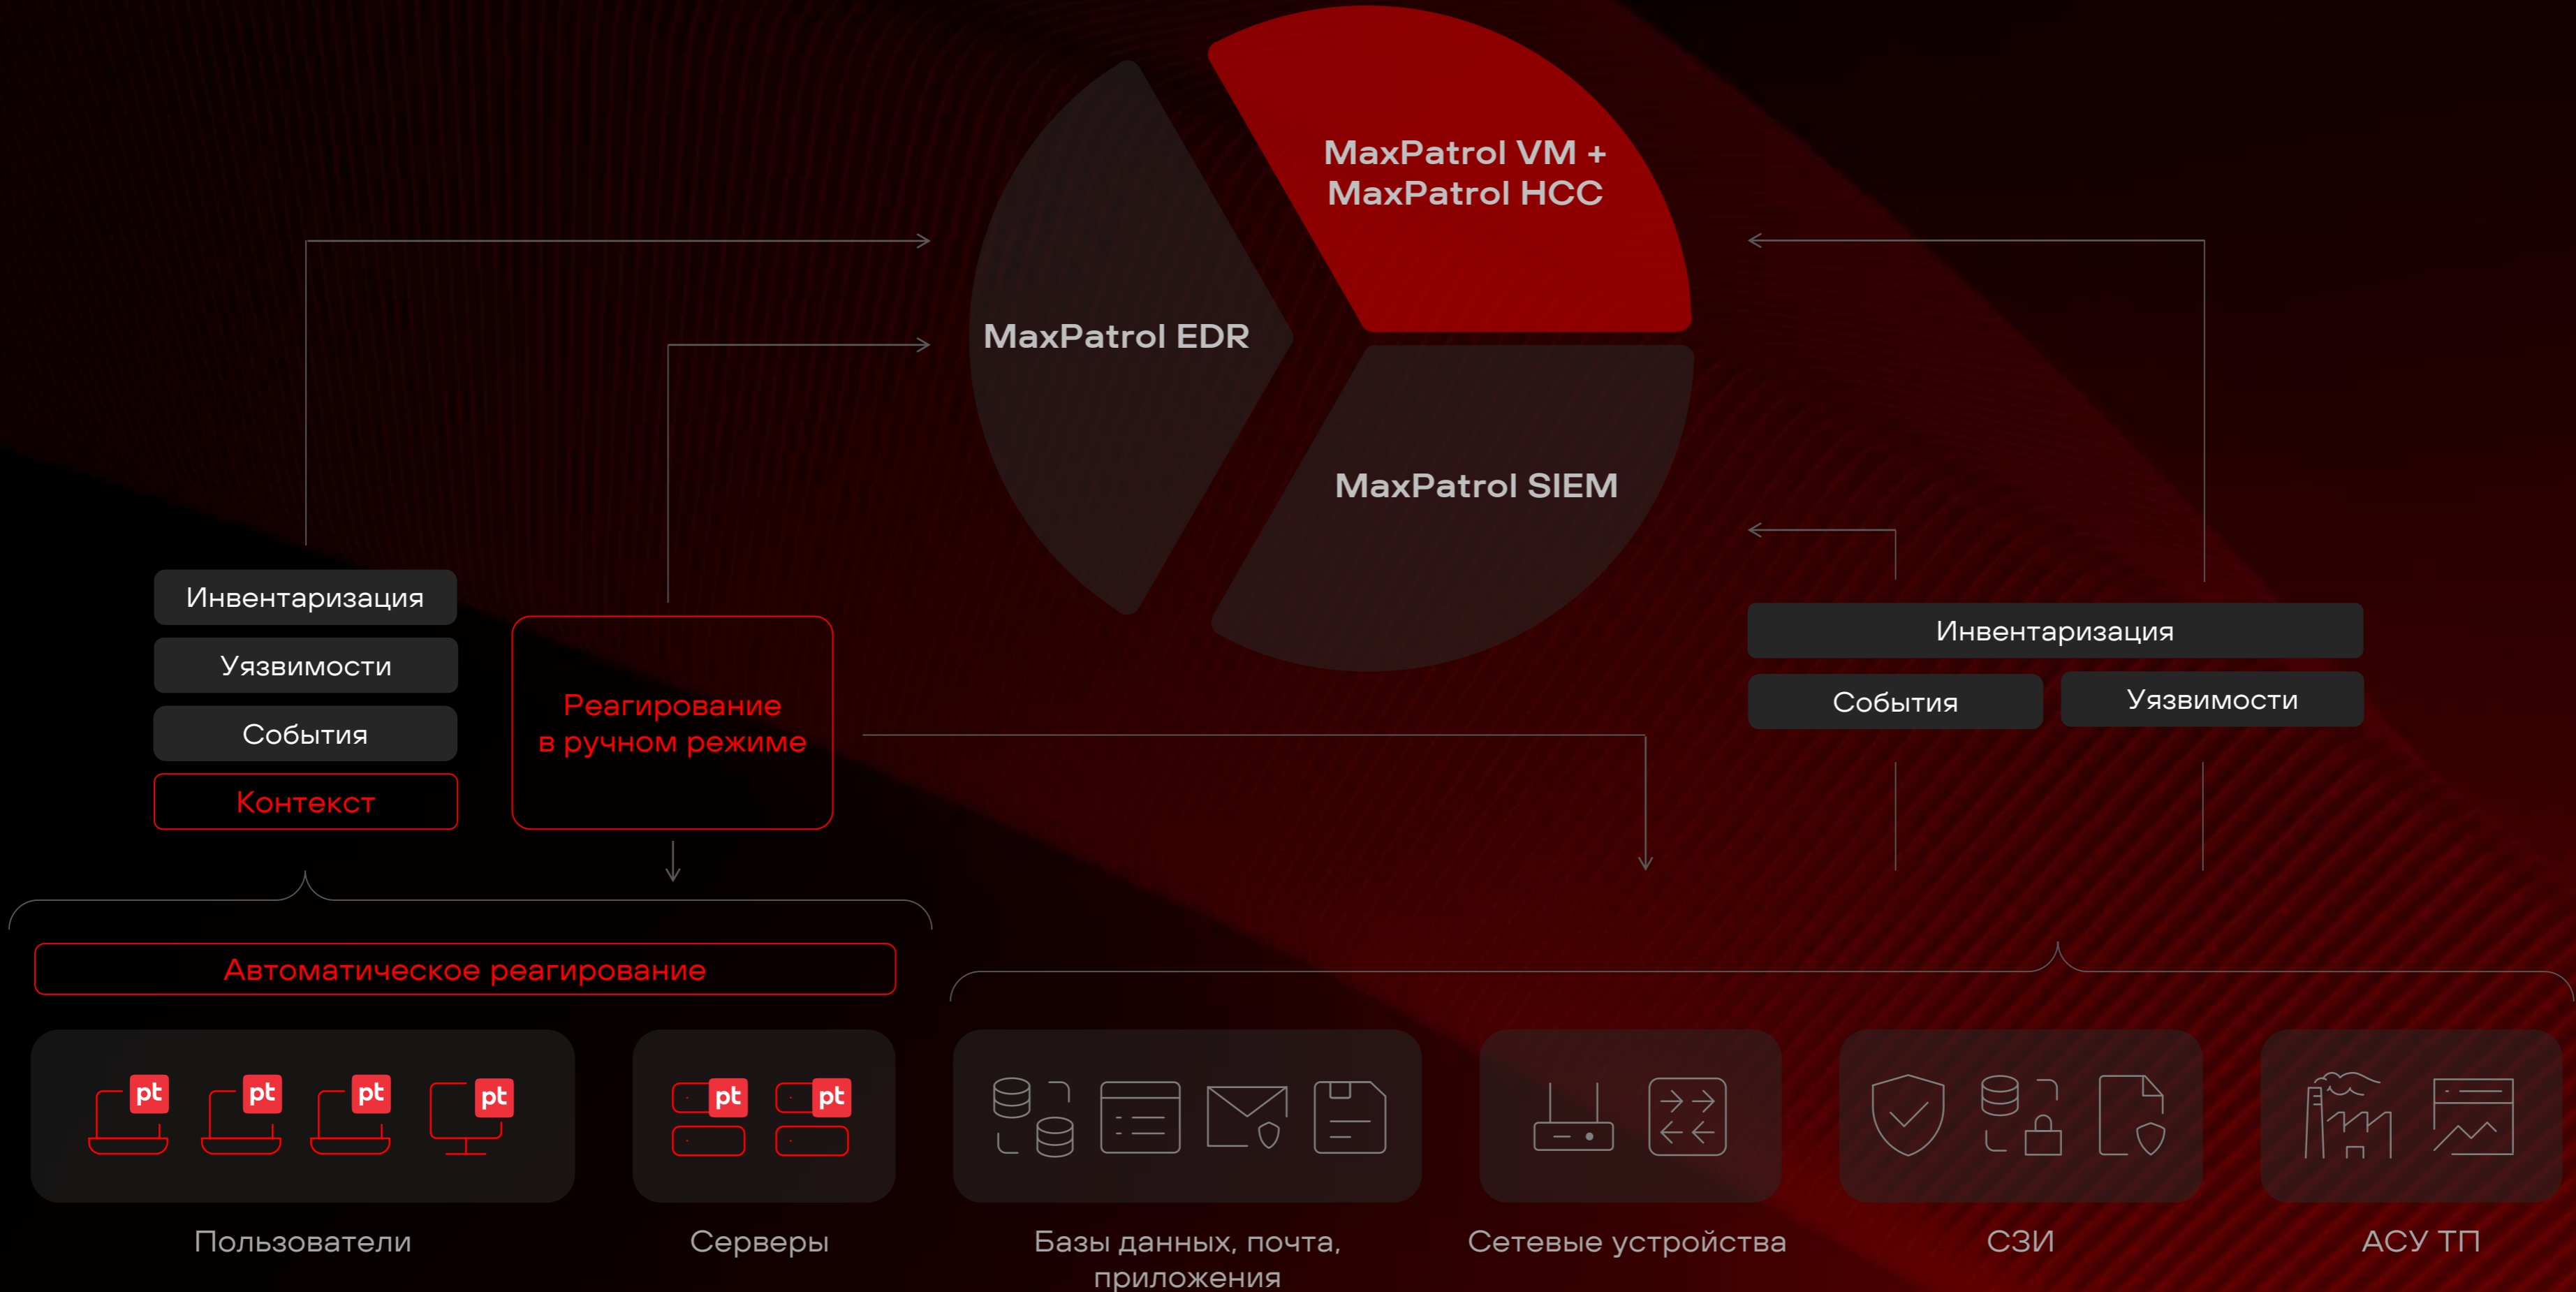 MaxPatrol VM +
MaxPatrol HCC
MaxPatrol EDR
MaxPatrol SIEM
Инвентаризация
Уязвимости
События
Контекст
Реагирование
в ручном режиме
Инвентаризация
События
Уязвимости
Автоматическое реагирование
pt
pt
pt
pt
pt
pt
Пользователи
Серверы
Базы данных, почта,
приложения
Сетевые устройства
СЗИ
АСУ ТП